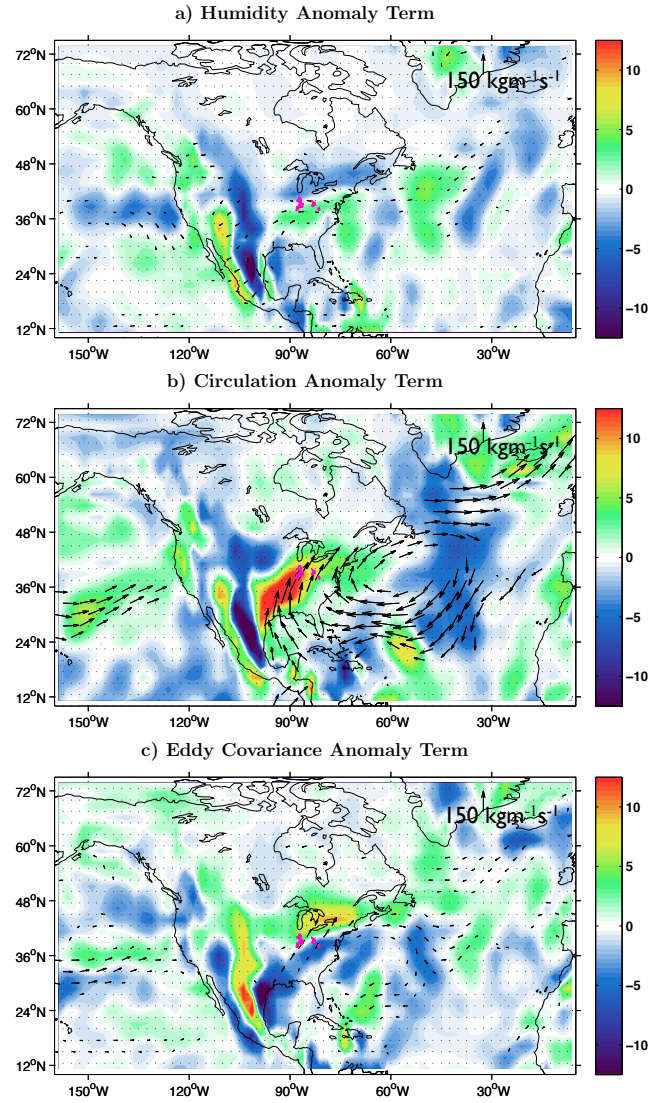 a) Humidity Anomaly Term
72°N
60°N
48°N
36°N
24°N
12°N
150°W 120°W 90°W 60°W 30°W
150 kgm⁻¹s⁻¹
10
5
0
−5
−10
b) Circulation Anomaly Term
72°N
60°N
48°N
36°N
24°N
12°N
150°W 120°W 90°W 60°W 30°W
150 kgm⁻¹s⁻¹
10
5
0
−5
−10
c) Eddy Covariance Anomaly Term
72°N
60°N
48°N
36°N
24°N
12°N
150°W 120°W 90°W 60°W 30°W
150 kgm⁻¹s⁻¹
10
5
0
−5
−10